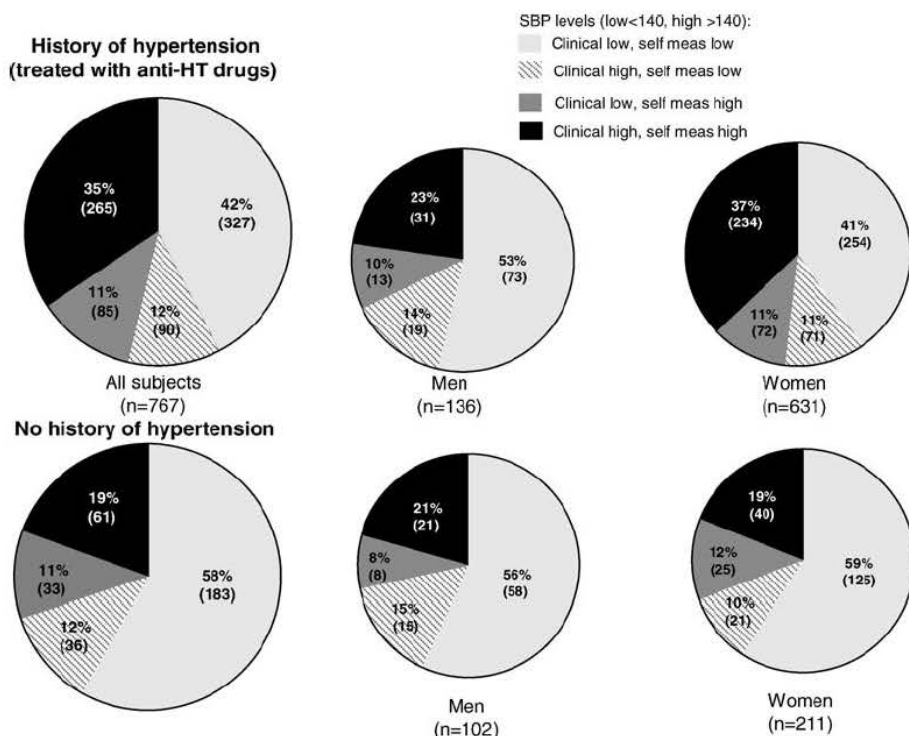 SBP levels (low<140, high >140):
Clinical low, self meas low
Clinical high, self meas low
Clinical low, self meas high
Clinical high, self meas high
History of hypertension
(treated with anti-HT drugs)
35%
(265)
42%
(327)
11%
(85)
12%
(90)
All subjects
(n=767)
23%
(31)
10%
(13)
53%
(73)
14%
(19)
Men
(n=136)
37%
(234)
41%
(254)
11%
(72)
11%
(71)
Women
(n=631)
No history of hypertension
19%
(61)
11%
(33)
58%
(183)
12%
(36)
21%
(21)
8%
(8)
56%
(58)
15%
(15)
Men
(n=102)
19%
(40)
12%
(25)
59%
(125)
10%
(21)
Women
(n=211)